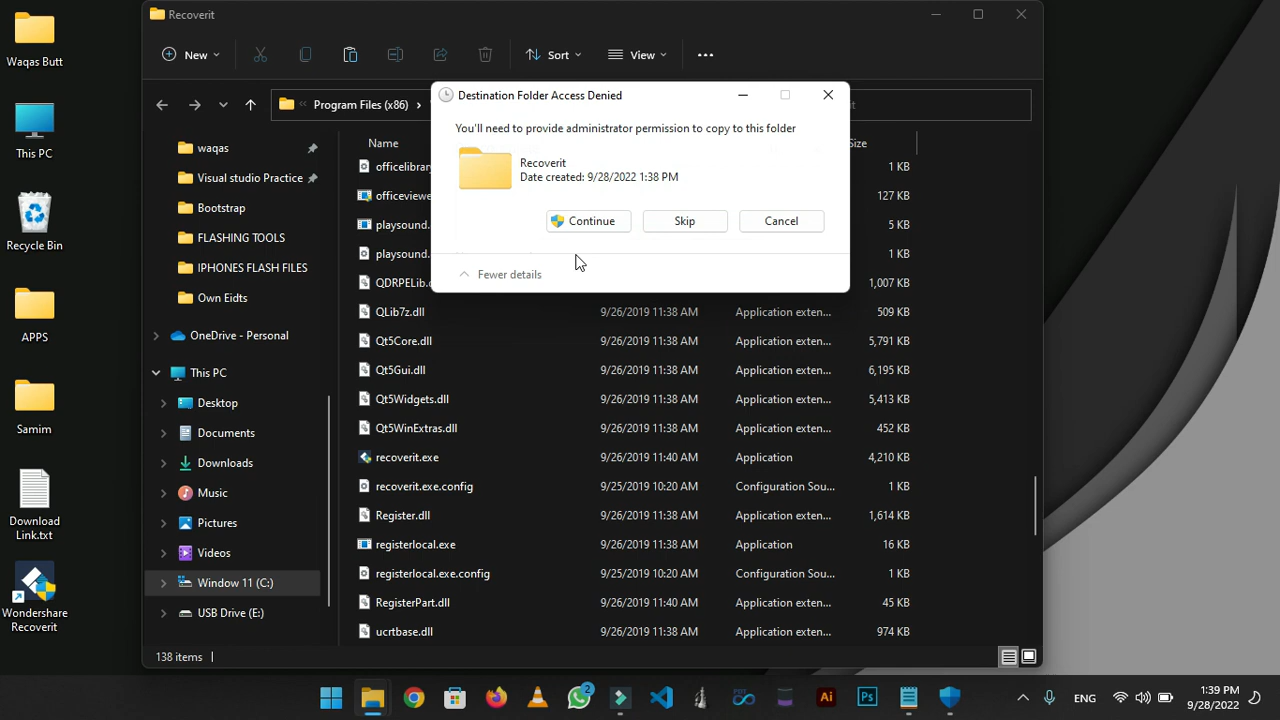 Waqas Butt
This PC
Recycle Bin
APPS
Samim
Download
Link.txt
Wondershare
Recoverit
Recoverit
New
Sort
View
Program Files (x86)
Destination Folder Access Denied
You'll need to provide administrator permission to copy to this folder
Recoverit
Date created: 9/28/2022 1:38 PM
Continue
Skip
Cancel
Fewer details
waqas
Visual studio Practice
Bootstrap
FLASHING TOOLS
IPHONES FLASH FILES
Own Eidts
OneDrive - Personal
This PC
Desktop
Documents
Downloads
Music
Pictures
Videos
Window 11 (C:)
USB Drive (E:)
Name
1 KB
127 KB
playsound.
5 KB
playsound.
1 KB
1,007 KB
QLib7z.dll 9/26/2019 11:38 AM Application exten... 509 KB
Qt5Core.dll 9/26/2019 11:38 AM Application exten... 5,791 KB
Qt5Gui.dll 9/26/2019 11:38 AM Application exten... 6,195 KB
Qt5Widgets.dll 9/26/2019 11:38 AM Application exten... 5,413 KB
Qt5WinExtras.dll 9/26/2019 11:38 AM Application exten... 452 KB
recoverit.exe 9/26/2019 11:40 AM Application 4,210 KB
recoverit.exe.config 9/25/2019 10:20 AM Configuration Sou... 1 KB
Register.dll 9/26/2019 11:38 AM Application exten... 1,614 KB
registerlocal.exe 9/26/2019 11:38 AM Application 16 KB
registerlocal.exe.config 9/25/2019 10:20 AM Configuration Sou... 1 KB
RegisterPart.dll 9/26/2019 11:40 AM Application exten... 45 KB
ucrtbase.dll 9/26/2019 11:38 AM Application exten... 974 KB
138 items
2
Ai
Ps
ENG
1:39 PM
9/28/2022